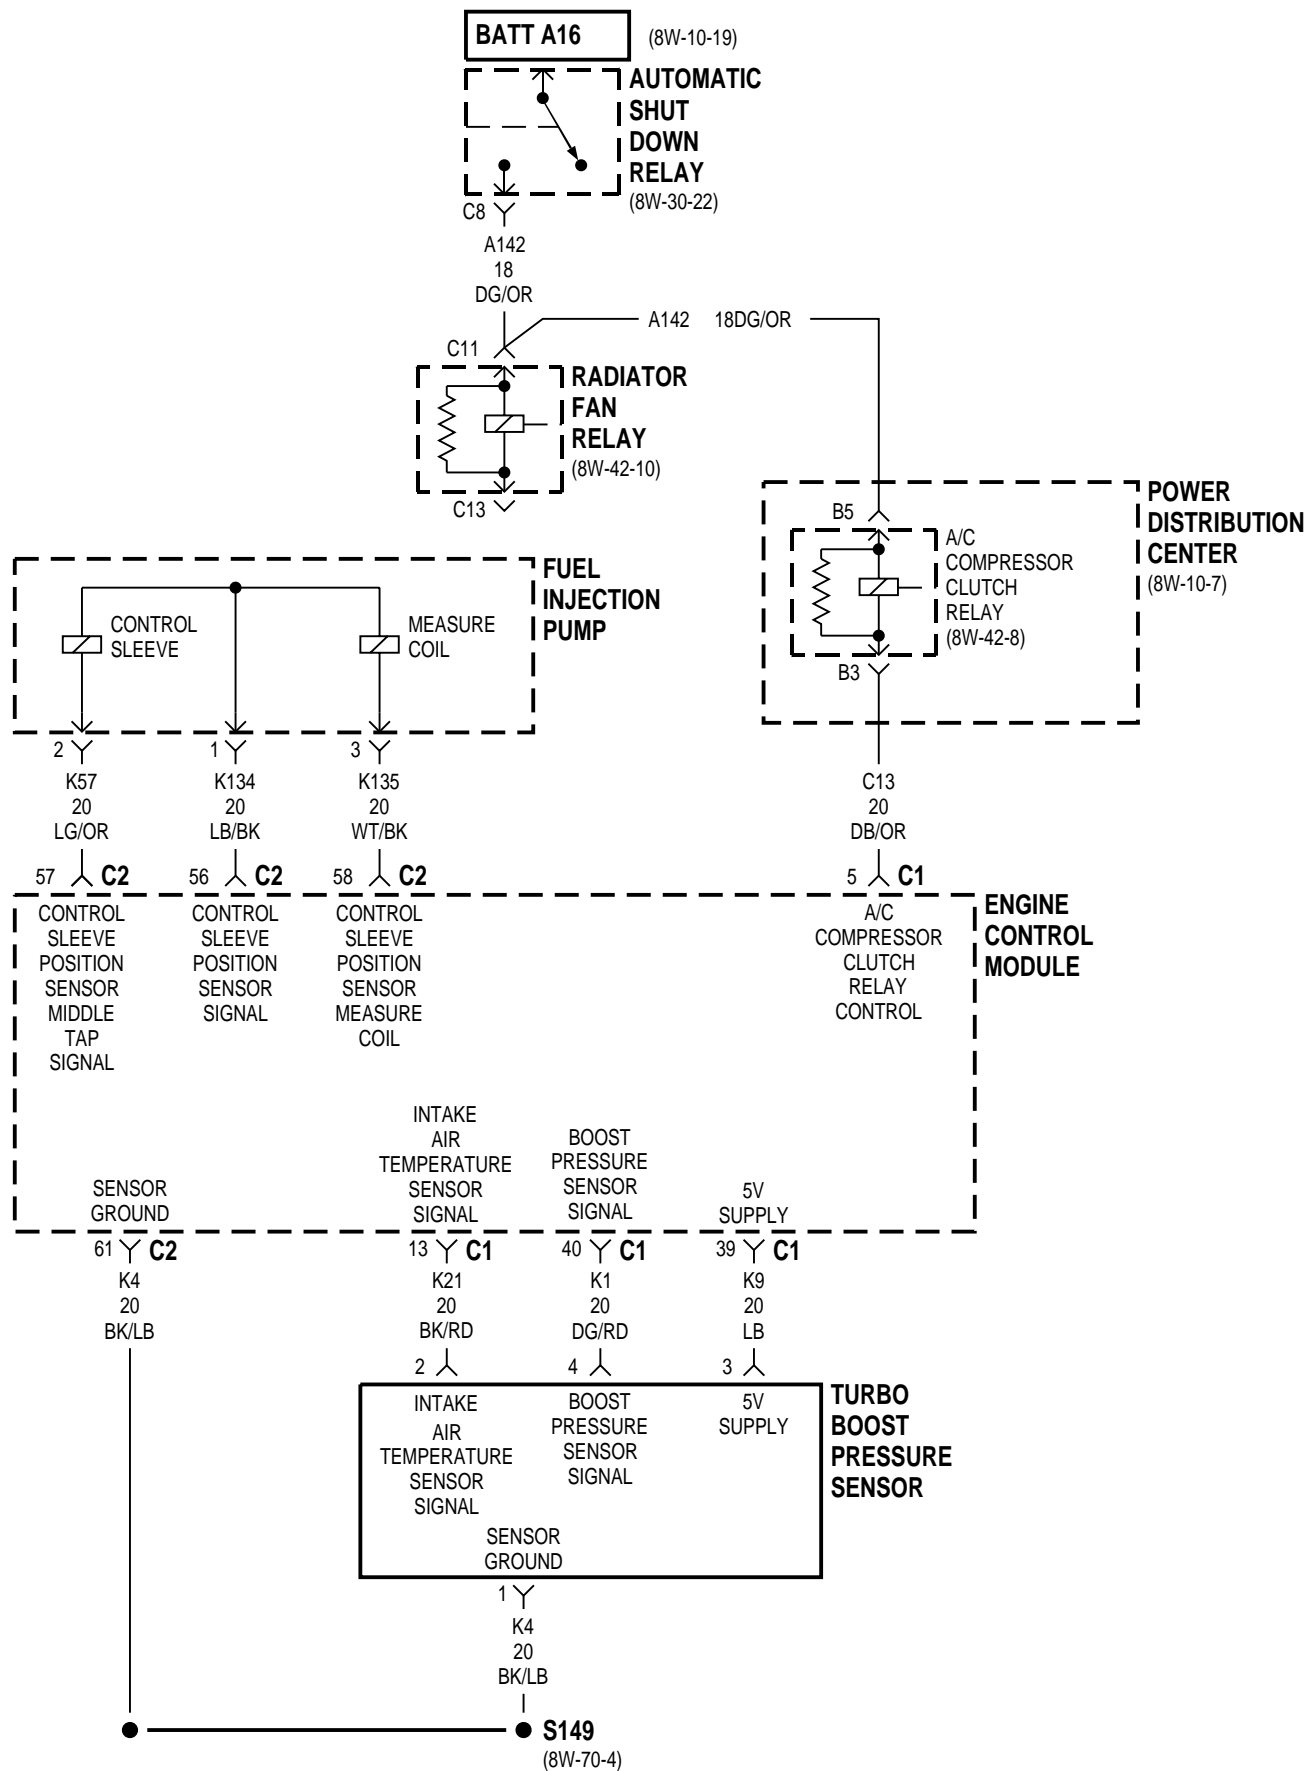 BATT A16
(8W-10-19)
AUTOMATIC
SHUT
DOWN
RELAY
(8W-30-22)
C8
A142
18
DG/OR
A142 18DG/OR
C11
RADIATOR
FAN
RELAY
(8W-42-10)
C13
POWER
DISTRIBUTION
CENTER
(8W-10-7)
B5
A/C
COMPRESSOR
CLUTCH
RELAY
(8W-42-8)
B3
FUEL
INJECTION
PUMP
CONTROL
SLEEVE
MEASURE
COIL
2
1
3
K57
20
LG/OR
K134
20
LB/BK
K135
20
WT/BK
C13
20
DB/OR
57 C2
56 C2
58 C2
5 C1
ENGINE
CONTROL
MODULE
CONTROL
SLEEVE
POSITION
SENSOR
MIDDLE
TAP
SIGNAL
CONTROL
SLEEVE
POSITION
SENSOR
SIGNAL
CONTROL
SLEEVE
POSITION
SENSOR
MEASURE
COIL
A/C
COMPRESSOR
CLUTCH
RELAY
CONTROL
SENSOR
GROUND
INTAKE
AIR
TEMPERATURE
SENSOR
SIGNAL
BOOST
PRESSURE
SENSOR
SIGNAL
5V
SUPPLY
61 C2
13 C1
40 C1
39 C1
K4
20
BK/LB
K21
20
BK/RD
K1
20
DG/RD
K9
20
LB
2
4
3
TURBO
BOOST
PRESSURE
SENSOR
INTAKE
AIR
TEMPERATURE
SENSOR
SIGNAL
BOOST
PRESSURE
SENSOR
SIGNAL
5V
SUPPLY
SENSOR
GROUND
1
K4
20
BK/LB
S149
(8W-70-4)